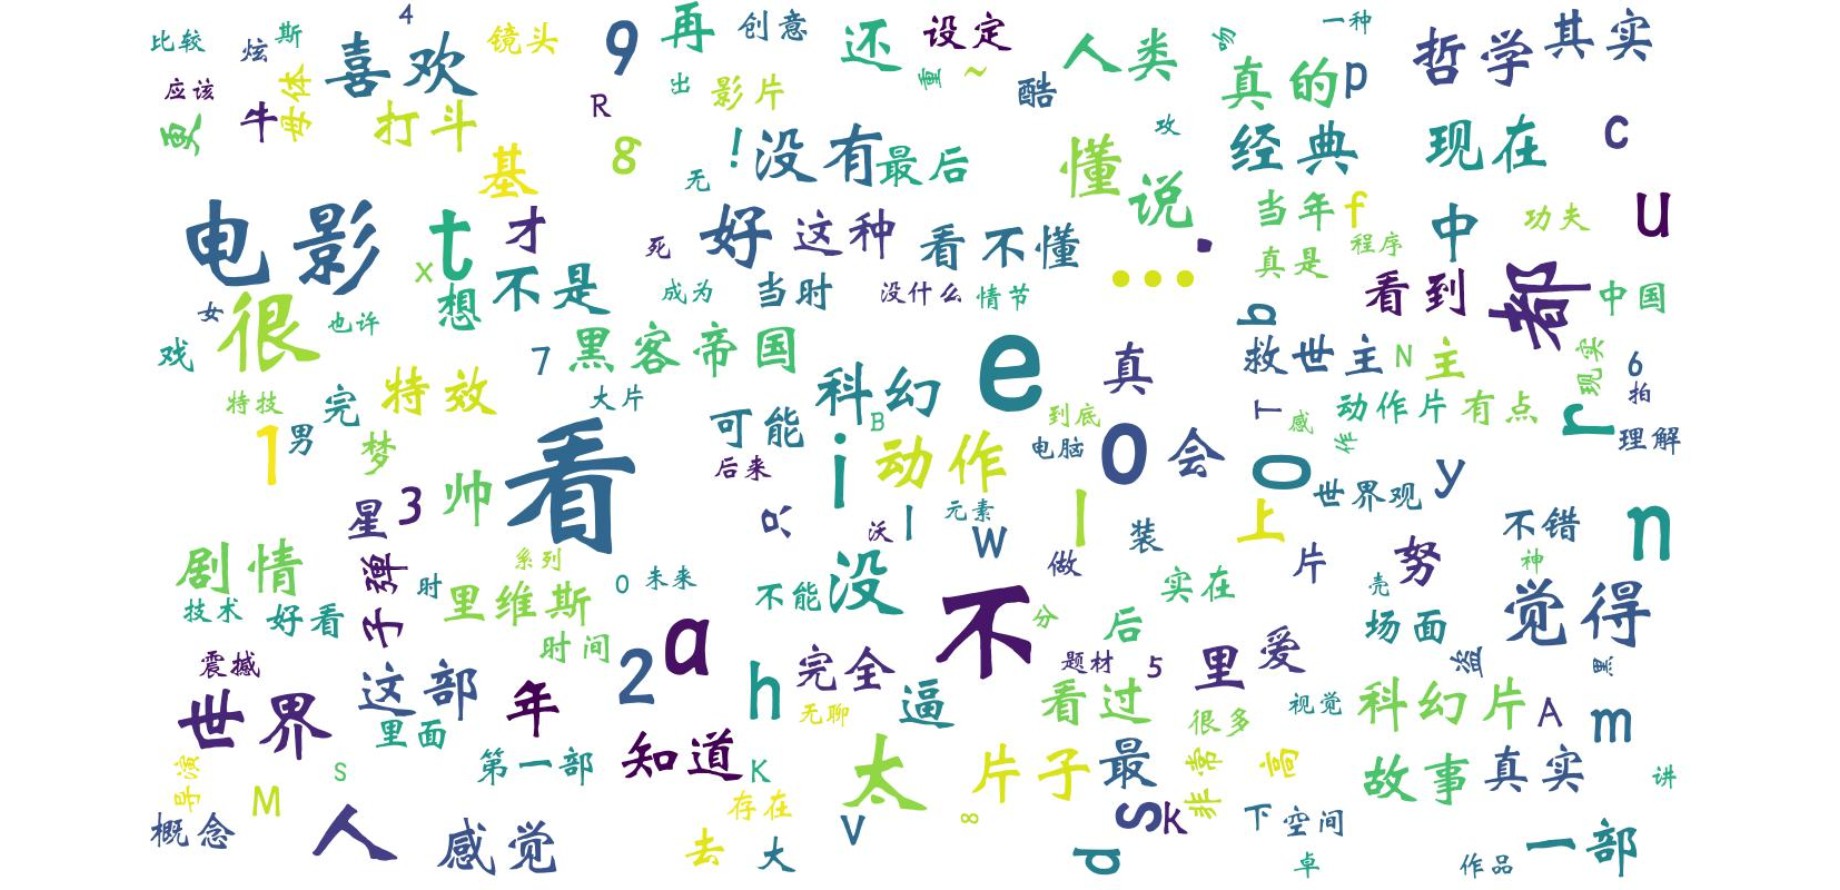 比较
炫
斯
4
喜欢
镜头
9
再
创意
还
设定
人类
吻
一种
哲学
其实
应该
牛
母体
更
打斗
R
出
影片
重
~
酷
真的
p
基
8
无
!
没有
最后
懂
说
攻
经典
现在
c
电影
t
x
才
不是
想
死
好
这种
看不懂
·
…
当年
f
真是
程序
中
功夫
u
女
很
也许
戏
成为
当时
没什么
情节
看到
都
中国
7
黑客帝国
科幻
e
真
b
救世主
N
主
现实
6
拍
特技
完
特效
大片
可能
B
到底
T
感
作
动作片
有点
r
理解
1
男
梦
后来
i
动作
电脑
o
会
O
世界观
y
星
3
帅
看
沃
l
元素
w
l
装
上
不错
n
剧情
子弹
时
系列
里维斯
0
未来
不能
没
做
实在
片
努
壳
神
觉得
技术
好看
时间
a
不
分
后
场面
震撼
世界
这部
里面
年
2
h
完全
逼
无聊
题材
5
看过
里
爱
很多
视觉
盗
黑
科幻片
A
m
导演
M
S
第一部
知道
K
存在
太
片子
最
非常
高
故事
真实
讲
概念
人
感觉
去
大
v
∞
s
k
d
下
空间
卓
作品
一部